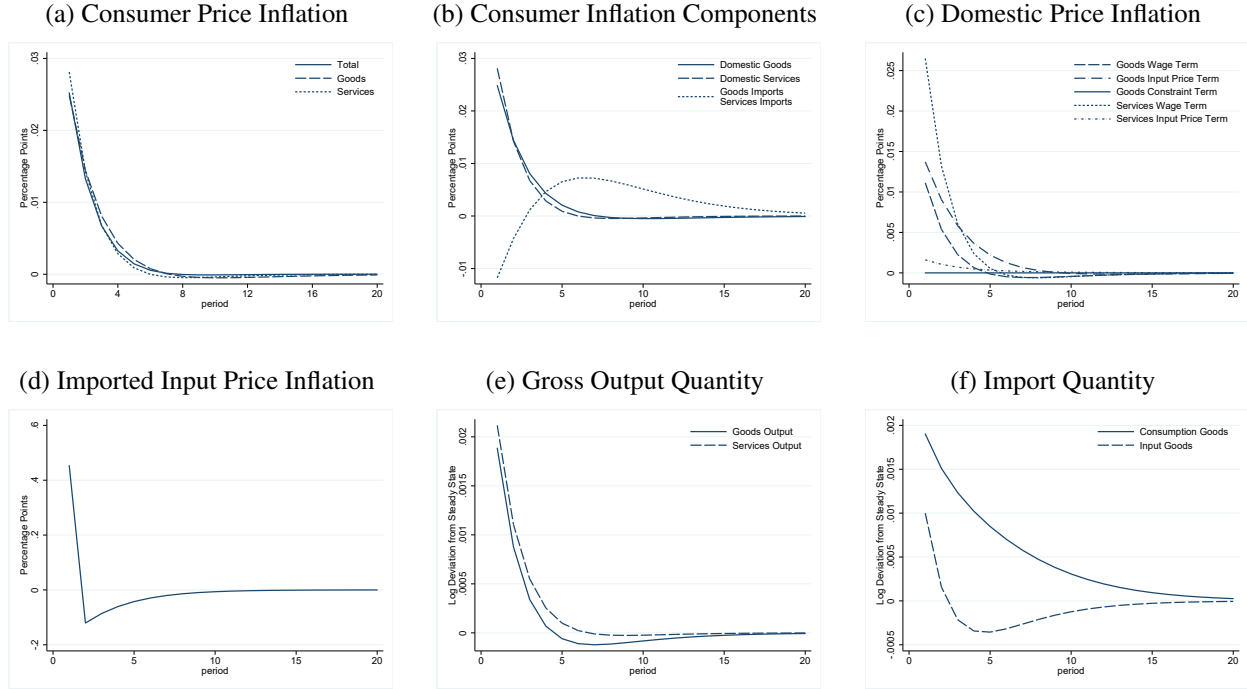 (a) Consumer Price Inflation
Percentage Points
.03
.02
.01
0
Total
Goods
Services
0 4 8 12 16 20
period
(b) Consumer Inflation Components
Percentage Points
.03
.02
.01
0
-.01
Domestic Goods
Domestic Services
Goods Imports
Services Imports
0 5 10 15 20
period
(c) Domestic Price Inflation
Percentage Points
.025
.02
.015
.01
.005
0
Goods Wage Term
Goods Input Price Term
Goods Constraint Term
Services Wage Term
Services Input Price Term
0 5 10 15 20
period
(d) Imported Input Price Inflation
Percentage Points
.6
.4
.2
0
-.2
0 5 10 15 20
period
(e) Gross Output Quantity
Log Deviation from Steady State
.002
.0015
.001
.0005
0
Goods Output
Services Output
0 5 10 15 20
period
(f) Import Quantity
Log Deviation from Steady State
.002
.0015
.001
.0005
0
-.0005
Consumption Goods
Input Goods
0 5 10 15 20
period